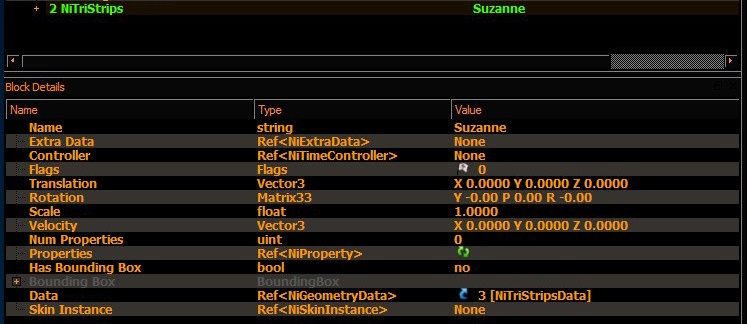 2 NiTriStrips Suzanne
Block Details
Name Type Value
Name string Suzanne
Extra Data Ref<NiExtraData> None
Controller Ref<NiTimeController> None
Flags Flags 0
Translation Vector3 X 0.0000 Y 0.0000 Z 0.0000
Rotation Matrix33 Y -0.00 P 0.00 R -0.00
Scale float 1.0000
Velocity Vector3 X 0.0000 Y 0.0000 Z 0.0000
Num Properties uint 0
Properties Ref<NiProperty>
Has Bounding Box bool no
Bounding Box BoundingBox
Data Ref<NiGeometryData> 3 [NiTriStripsData]
Skin Instance Ref<NiSkinInstance> None